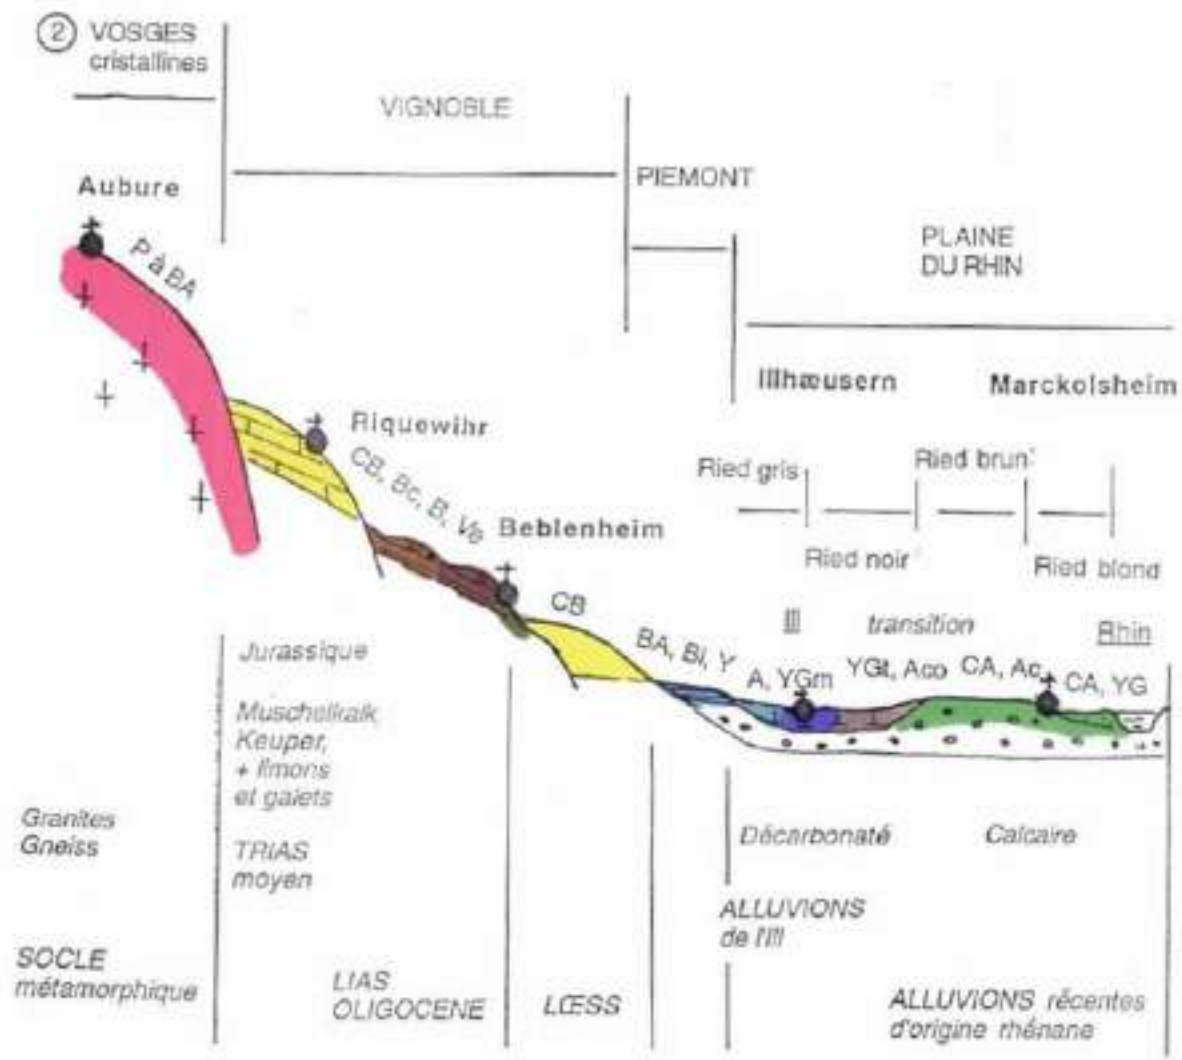 2 VOSGES
cristallines
VIGNOBLE
PIEMONT
Aubure
PLAINE
DU RHIN
P à BA
Illhæusern
Marckolsheim
Riquewihr
Ried gris
Ried brun
CB, Bc, B, Ve
Beblenheim
Ried noir
Ried blond
CB
Ill
transition
Rhin
BA, BI, Y
A, YGm
YGt, Aco
CA, Ac
CA, YG
Jurassique
Muschelkalk,
Keuper,
+ limons
et galets
Granites
Gneiss
TRIAS
moyen
Décarbonaté
Calcaire
ALLUVIONS
de l'Ill
SOCLE
métamorphique
LIAS
OLIGOCENE
LŒSS
ALLUVIONS récentes
d'origine rhénane